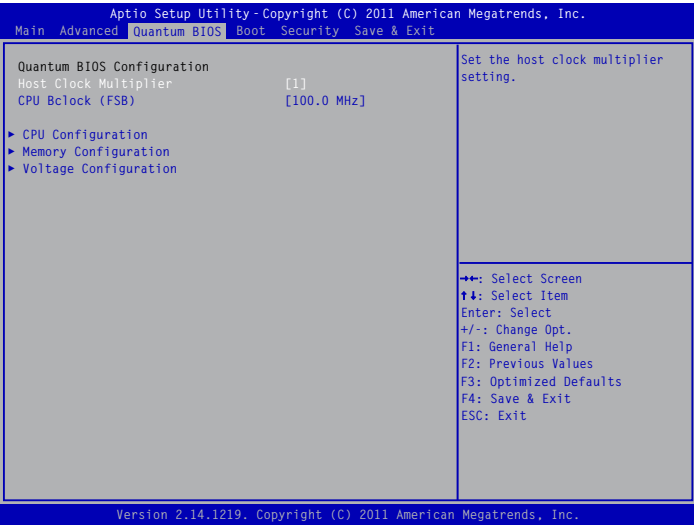 Aptio Setup Utility - Copyright (C) 2011 American Megatrends, Inc.
Main Advanced Quantum BIOS Boot Security Save & Exit
Quantum BIOS Configuration
Host Clock Multiplier [1]
CPU Bclock (FSB) [100.0 MHz]
► CPU Configuration
► Memory Configuration
► Voltage Configuration
Set the host clock multiplier
setting.
→←: Select Screen
↑↓: Select Item
Enter: Select
+/-: Change Opt.
F1: General Help
F2: Previous Values
F3: Optimized Defaults
F4: Save & Exit
ESC: Exit
Version 2.14.1219. Copyright (C) 2011 American Megatrends, Inc.